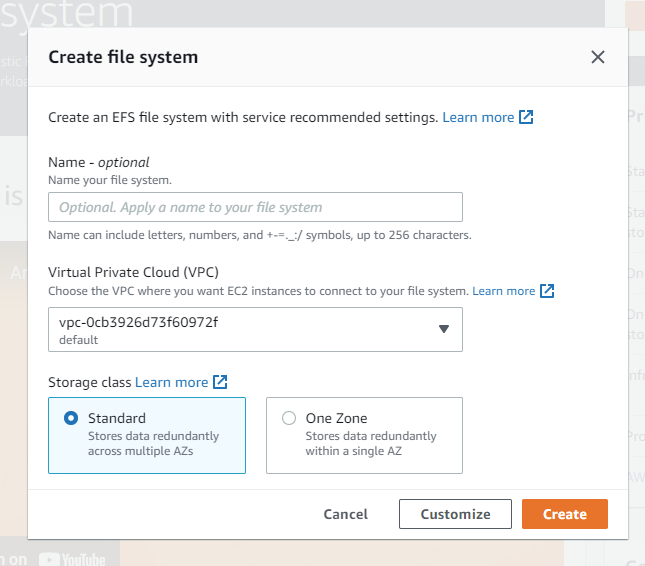 system
Create file system
Create an EFS file system with service recommended settings. Learn more
Name - optional
Name your file system.
Optional. Apply a name to your file system
Name can include letters, numbers, and +-=._:/ symbols, up to 256 characters.
Virtual Private Cloud (VPC)
Choose the VPC where you want EC2 instances to connect to your file system. Learn more
vpc-0cb3926d73f60972f
default
Storage class Learn more
Standard
Stores data redundantly
across multiple AZs
One Zone
Stores data redundantly
within a single AZ
Cancel
Customize
Create
on YouTube